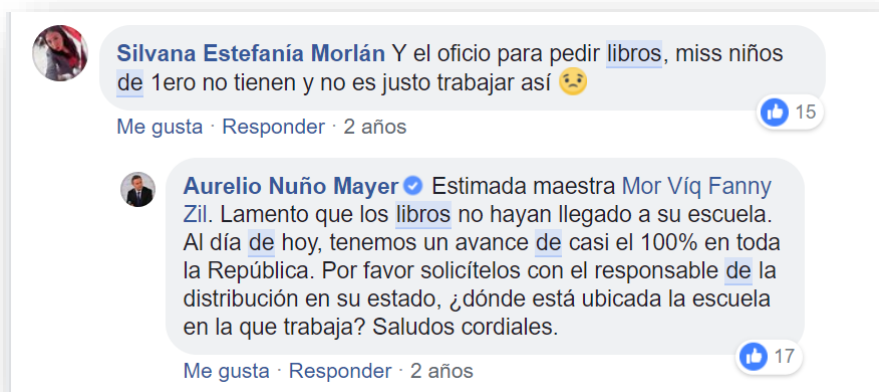 Silvana Estefanía Morlán Y el oficio para pedir libros, miss niños
de 1ero no tienen y no es justo trabajar así 😟
15
Me gusta · Responder · 2 años
Aurelio Nuño Mayer Estimada maestra Mor Víq Fanny
Zil. Lamento que los libros no hayan llegado a su escuela.
Al día de hoy, tenemos un avance de casi el 100% en toda
la República. Por favor solicítelos con el responsable de la
distribución en su estado, ¿dónde está ubicada la escuela
en la que trabaja? Saludos cordiales.
17
Me gusta · Responder · 2 años